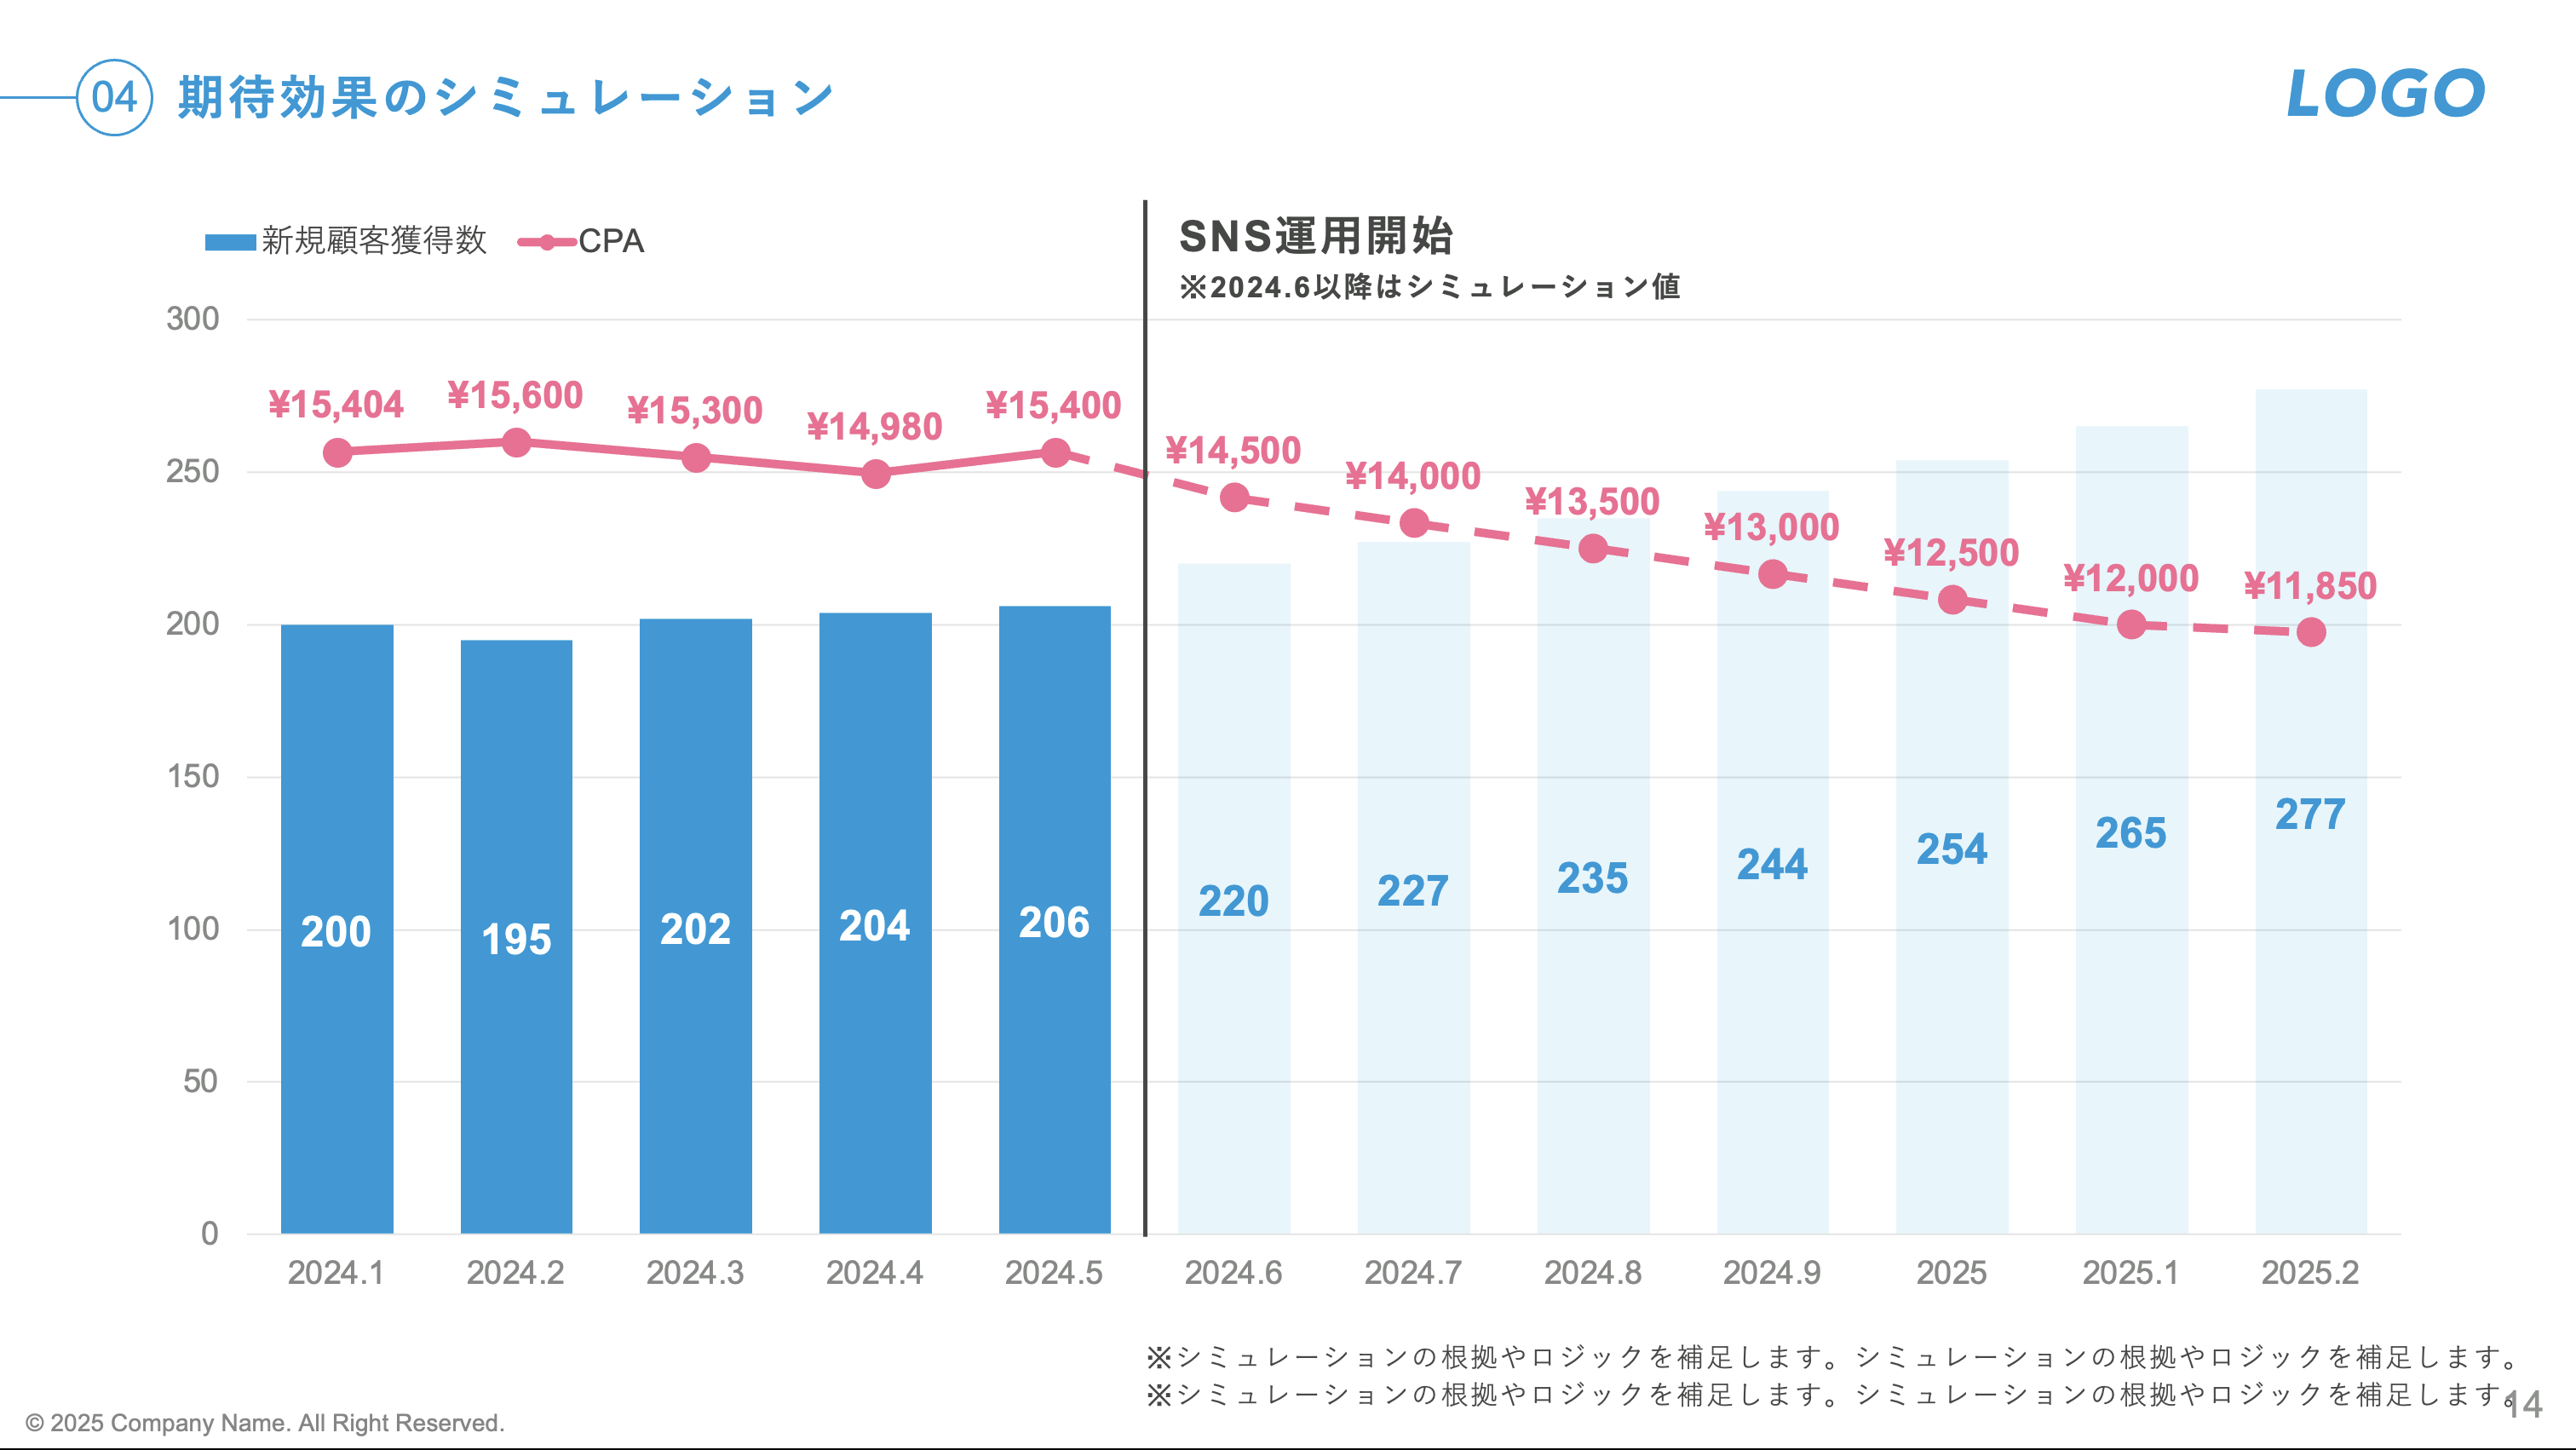 04 期待効果のシミュレーション
LOGO
新規顧客獲得数 CPA
SNS運用開始
※2024.6以降はシミュレーション値
300
250
200
150
100
50
0
¥15,404 ¥15,600 ¥15,300 ¥14,980 ¥15,400 ¥14,500 ¥14,000 ¥13,500 ¥13,000 ¥12,500 ¥12,000 ¥11,850
200 195 202 204 206 220 227 235 244 254 265 277
2024.1 2024.2 2024.3 2024.4 2024.5 2024.6 2024.7 2024.8 2024.9 2025 2025.1 2025.2
※シミュレーションの根拠やロジックを補足します。シミュレーションの根拠やロジックを補足します。
※シミュレーションの根拠やロジックを補足します。シミュレーションの根拠やロジックを補足します。
© 2025 Company Name. All Right Reserved.
14